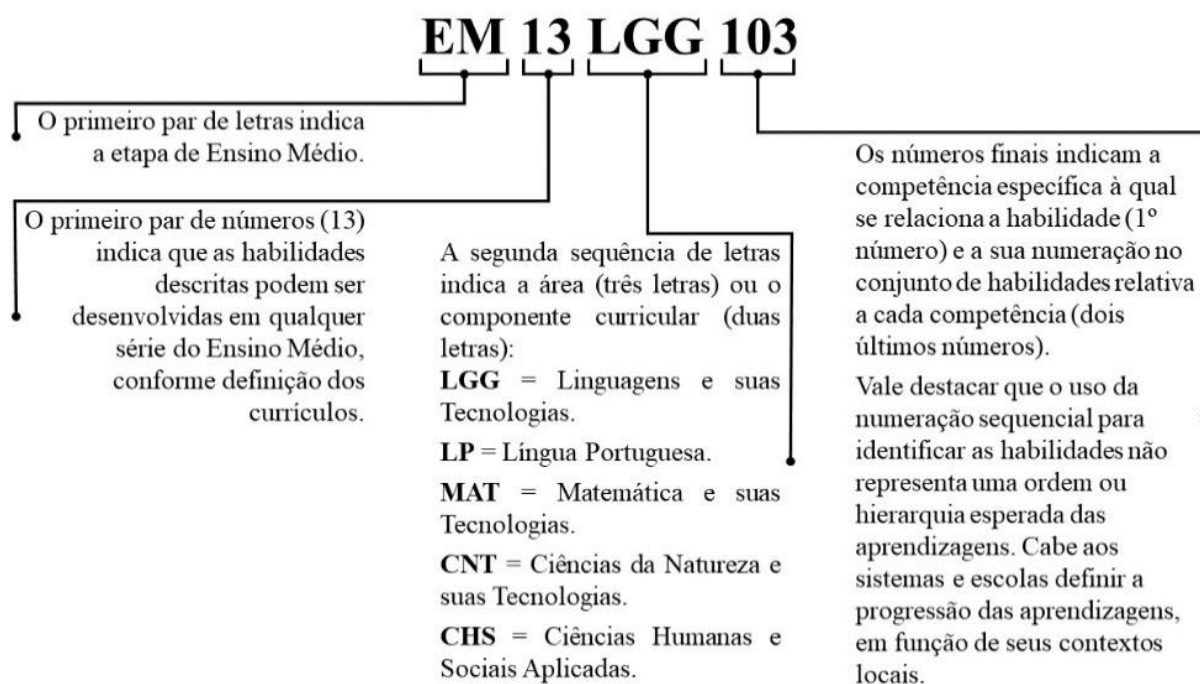 EM 13 LGG 103
O primeiro par de letras indica
a etapa de Ensino Médio.
O primeiro par de números (13)
indica que as habilidades
descritas podem ser
desenvolvidas em qualquer
série do Ensino Médio,
conforme definição dos
currículos.
A segunda sequência de letras
indica a área (três letras) ou o
componente curricular (duas
letras):
LGG = Linguagens e suas
Tecnologias.
LP = Língua Portuguesa.
MAT = Matemática e suas
Tecnologias.
CNT = Ciências da Natureza e
suas Tecnologias.
CHS = Ciências Humanas e
Sociais Aplicadas.
Os números finais indicam a
competência específica à qual
se relaciona a habilidade (1º
número) e a sua numeração no
conjunto de habilidades relativa
a cada competência (dois
últimos números).
Vale destacar que o uso da
numeração sequencial para
identificar as habilidades não
representa uma ordem ou
hierarquia esperada das
aprendizagens. Cabe aos
sistemas e escolas definir a
progressão das aprendizagens,
em função de seus contextos
locais.